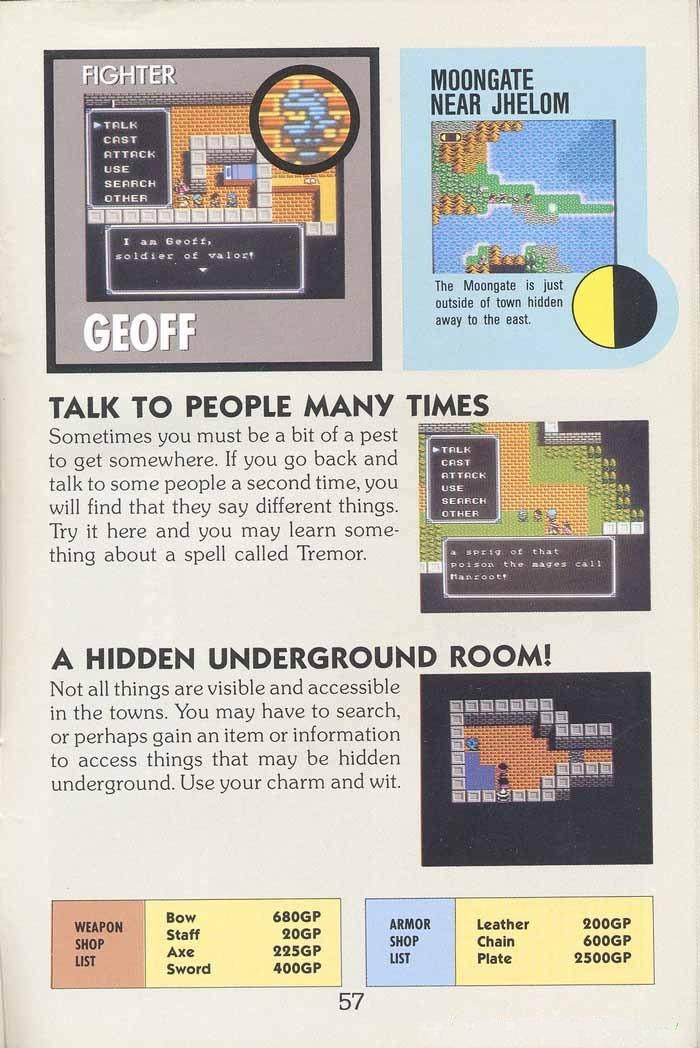 FIGHTER
▶TALK
CAST
ATTACK
USE
SEARCH
OTHER
I am Geoff,
soldier of valor!
GEOFF
MOONGATE
NEAR JHELOM
The Moongate is just
outside of town hidden
away to the east.
TALK TO PEOPLE MANY TIMES
Sometimes you must be a bit of a pest
to get somewhere. If you go back and
talk to some people a second time, you
will find that they say different things.
Try it here and you may learn some-
thing about a spell called Tremor.
▶TALK
CAST
ATTACK
USE
SEARCH
OTHER
a sprig of that
poison the mages call
Manroot!
A HIDDEN UNDERGROUND ROOM!
Not all things are visible and accessible
in the towns. You may have to search,
or perhaps gain an item or information
to access things that may be hidden
underground. Use your charm and wit.
WEAPON
SHOP
LIST
Bow 680GP
Staff 20GP
Axe 225GP
Sword 400GP
ARMOR
SHOP
LIST
Leather 200GP
Chain 600GP
Plate 2500GP
57